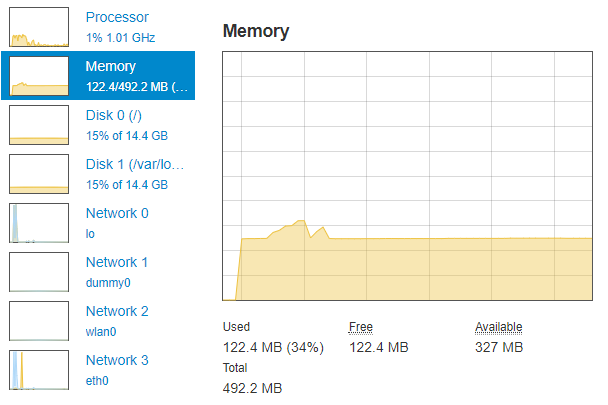 Processor
1% 1.01 GHz
Memory
122.4/492.2 MB (…
Disk 0 (/)
15% of 14.4 GB
Disk 1 (/var/lo…
15% of 14.4 GB
Network 0
lo
Network 1
dummy0
Network 2
wlan0
Network 3
eth0
Memory
Used Free Available
122.4 MB (34%) 122.4 MB 327 MB
Total
492.2 MB